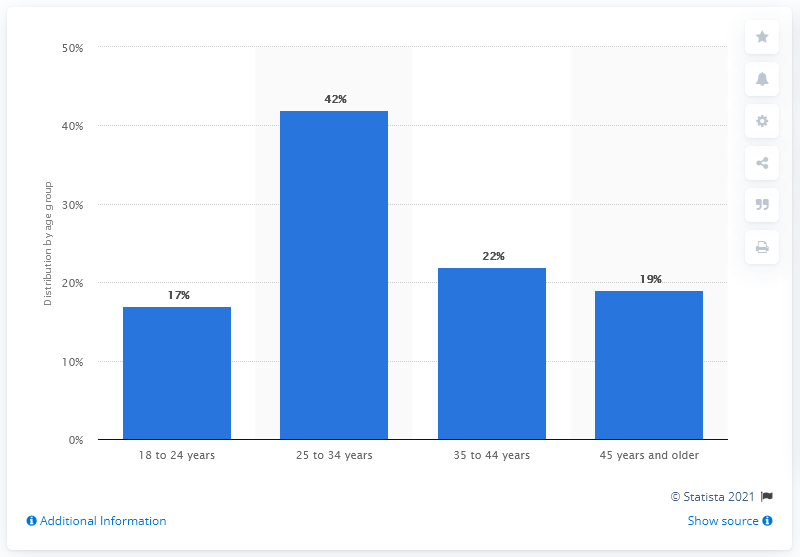 50%
40%
30%
20%
10%
0%
Distribution by age group
17%
42%
22%
19%
18 to 24 years
25 to 34 years
35 to 44 years
45 years and older
© Statista 2021
Additional Information
Show source